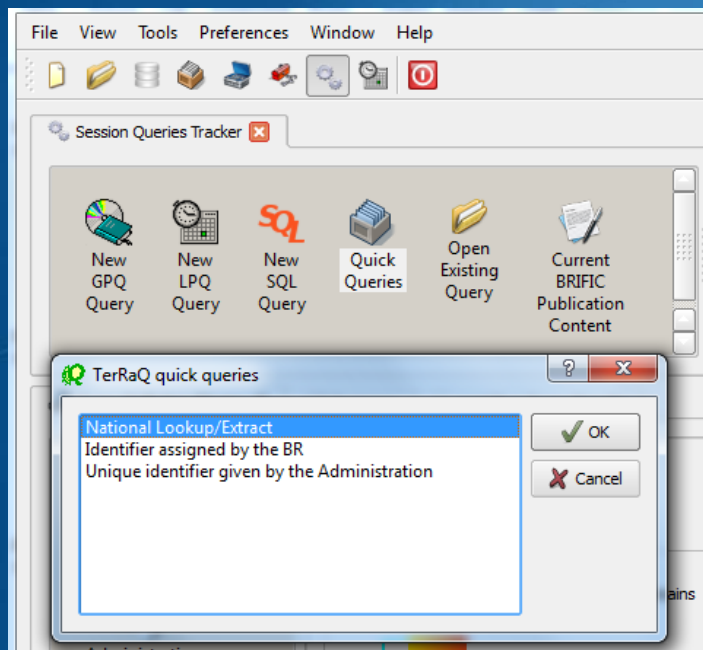 File View Tools Preferences Window Help
Session Queries Tracker
New
GPQ
Query
New
LPQ
Query
SQL
New
SQL
Query
Quick
Queries
Open
Existing
Query
Current
BRIFIC
Publication
Content
TerRaQ quick queries
National Lookup/Extract
Identifier assigned by the BR
Unique identifier given by the Administration
OK
Cancel
ains